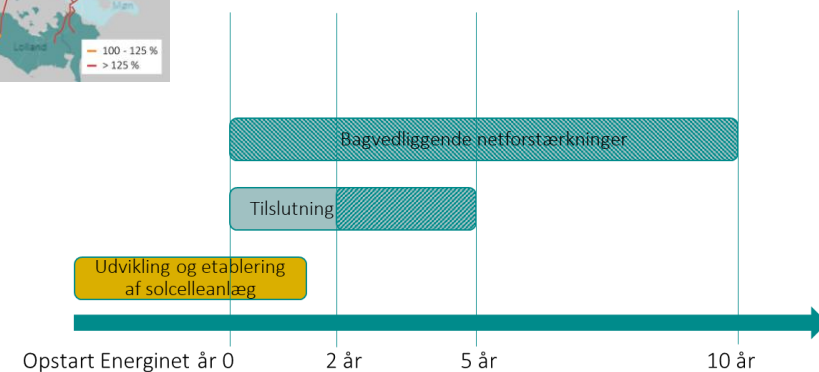 Møn
Lolland
100 - 125 %
> 125 %
Bagvedliggende netforstærkninger
Tilslutning
Udvikling og etablering
af solcelleanlæg
Opstart Energinet år 0
2 år
5 år
10 år